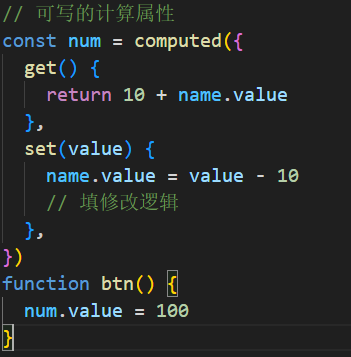 // 可写的计算属性
const num = computed({
  get() {
    return 10 + name.value
  },
  set(value) {
    name.value = value - 10
    // 填修改逻辑
  },
})
function btn() {
  num.value = 100
}